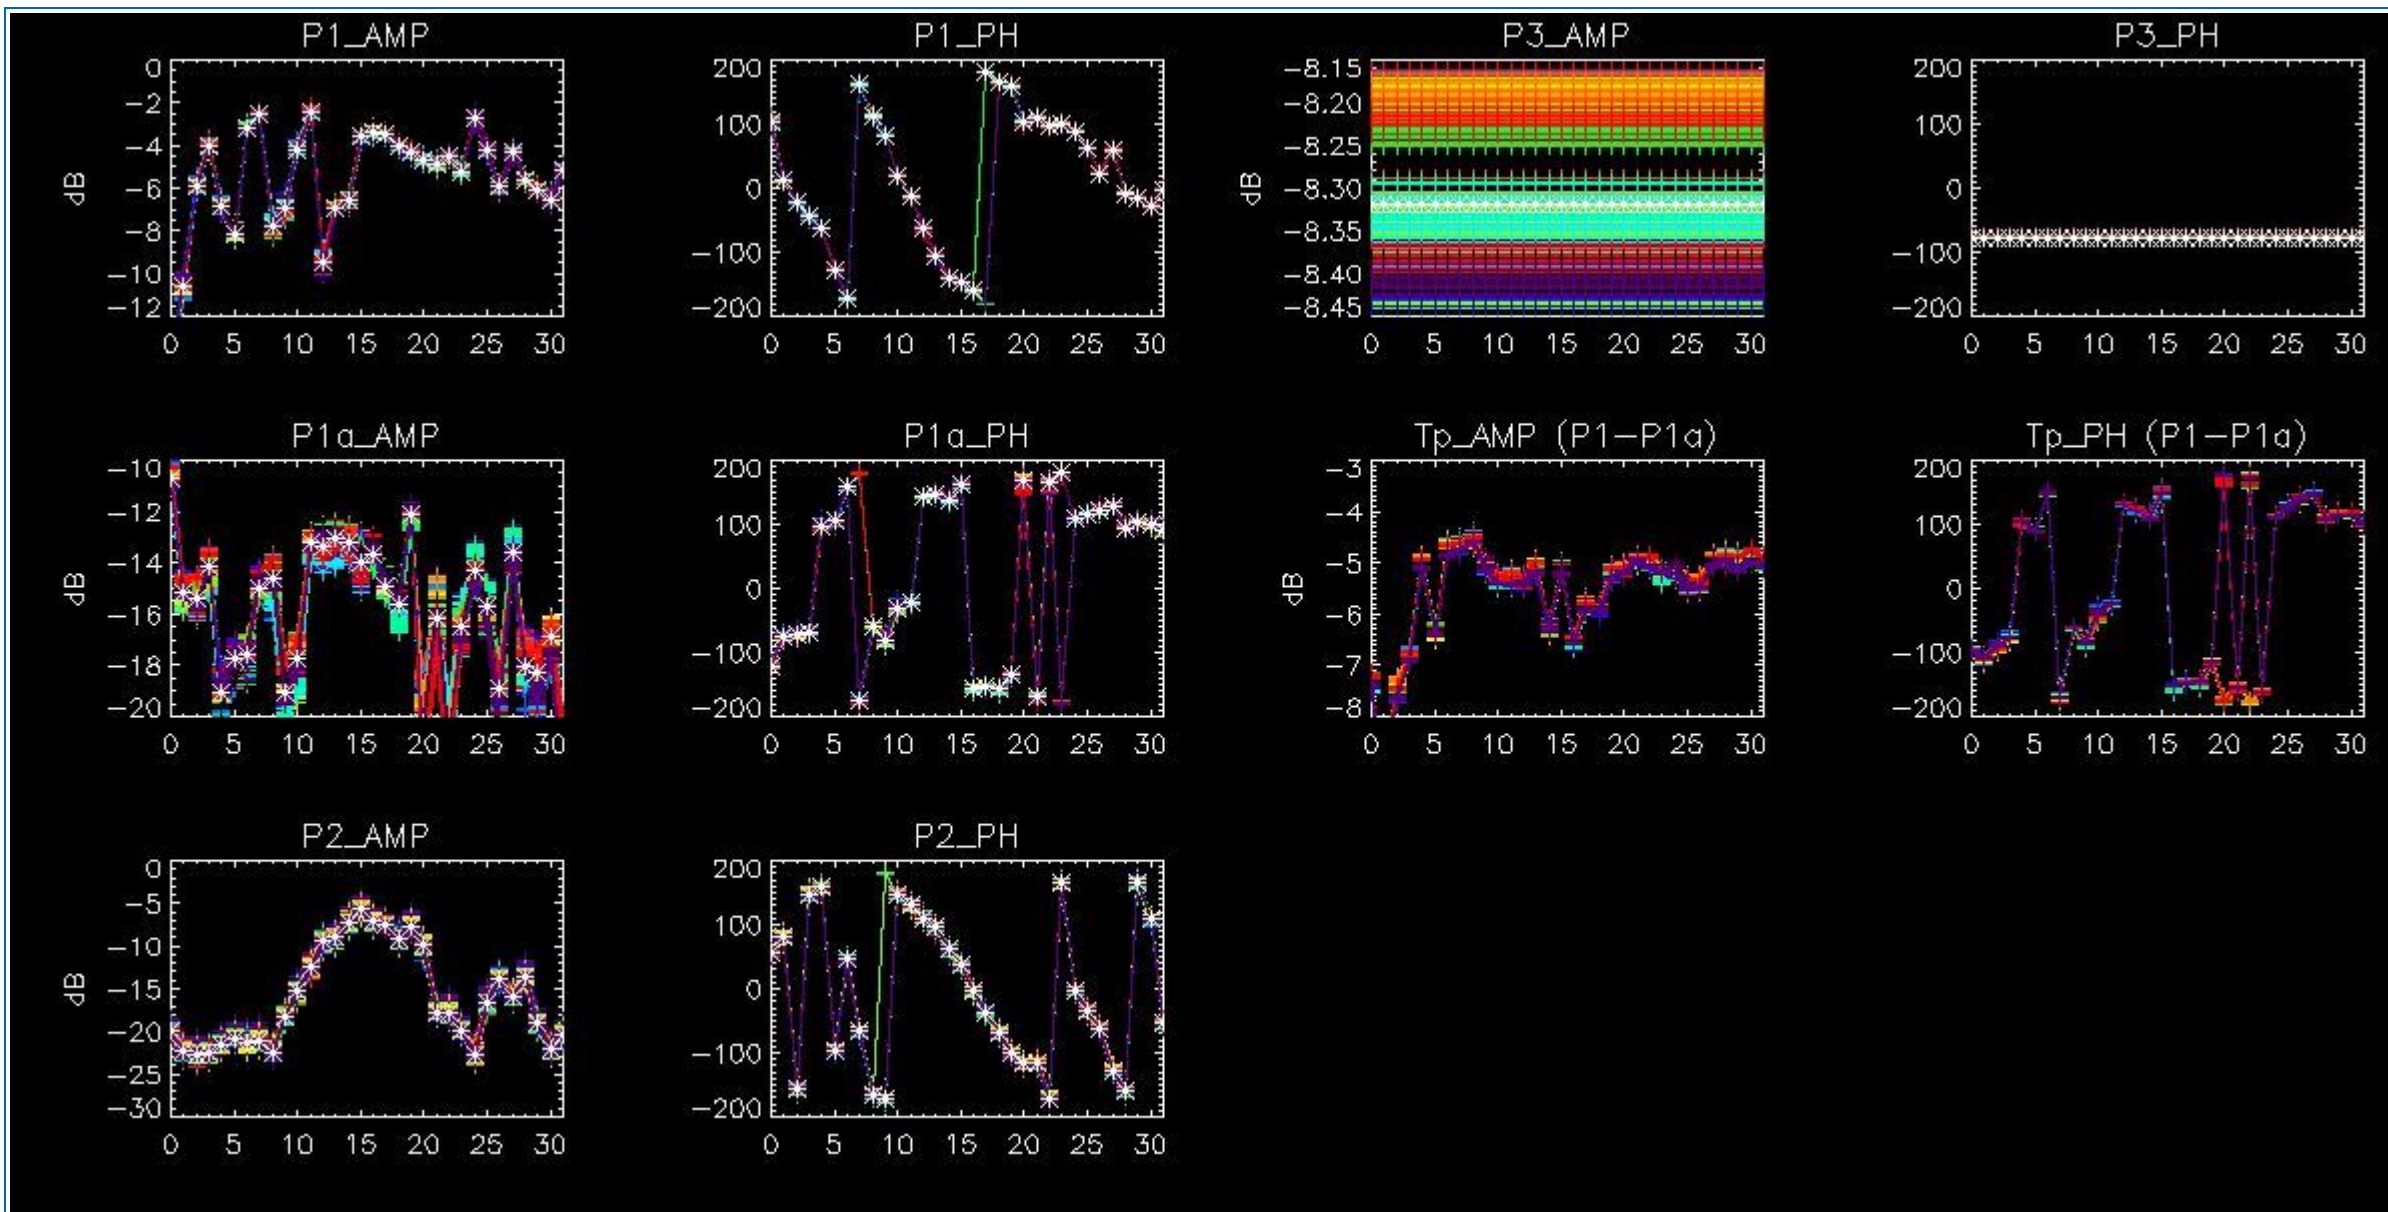 P1_AMP
0
−2
−4
−6
−8
−10
−12
dB
0 5 10 15 20 25 30
P1_PH
200
100
0
−100
−200
0 5 10 15 20 25 30
P3_AMP
−8.15
−8.20
−8.25
−8.30
−8.35
−8.40
−8.45
dB
0 5 10 15 20 25 30
P3_PH
200
100
0
−100
−200
0 5 10 15 20 25 30
P1a_AMP
−10
−12
−14
−16
−18
−20
dB
0 5 10 15 20 25 30
P1a_PH
200
100
0
−100
−200
0 5 10 15 20 25 30
Tp_AMP (P1−P1a)
−3
−4
−5
−6
−7
−8
dB
0 5 10 15 20 25 30
Tp_PH (P1−P1a)
200
100
0
−100
−200
0 5 10 15 20 25 30
P2_AMP
0
−5
−10
−15
−20
−25
−30
dB
0 5 10 15 20 25 30
P2_PH
200
100
0
−100
−200
0 5 10 15 20 25 30